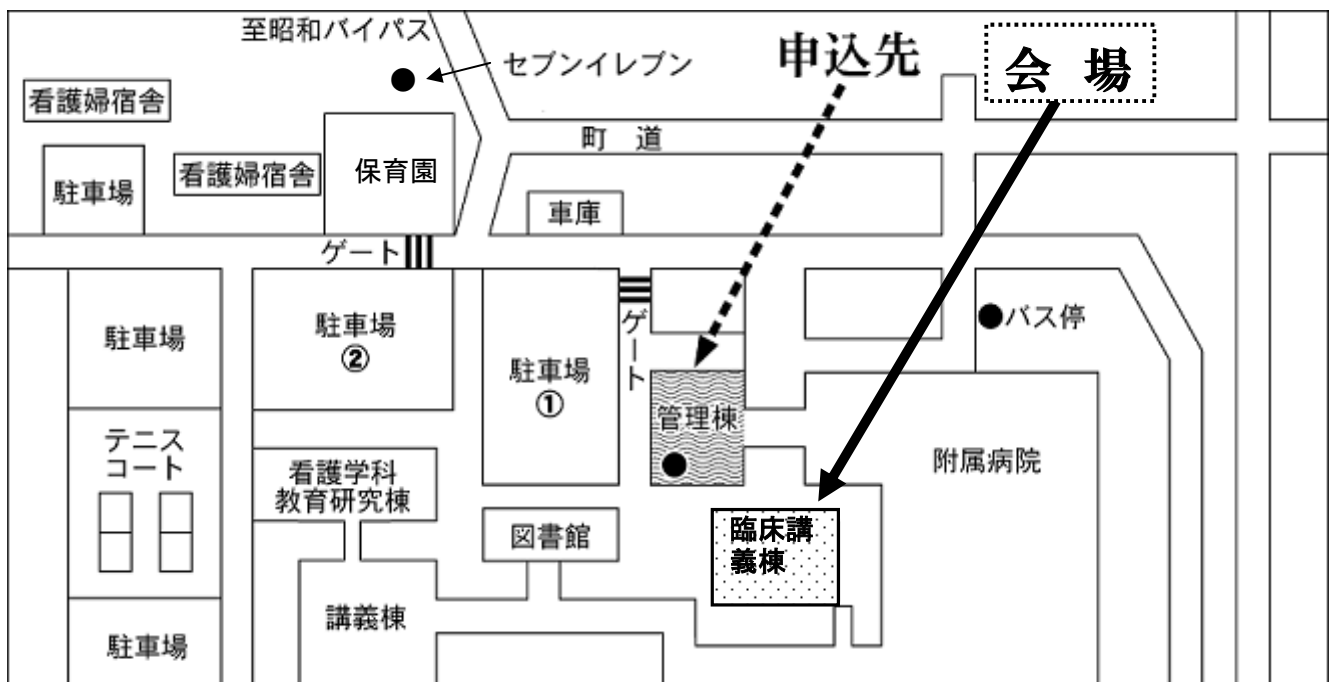 至昭和バイパス
セブンイレブン
申込先
会 場
看護婦宿舎
駐車場
看護婦宿舎
保育園
町 道
車庫
ゲート
駐車場
駐車場
②
駐車場
①
ゲート
バス停
管理棟
附属病院
テニス
コート
看護学科
教育研究棟
図書館
臨床講
義棟
講義棟
駐車場